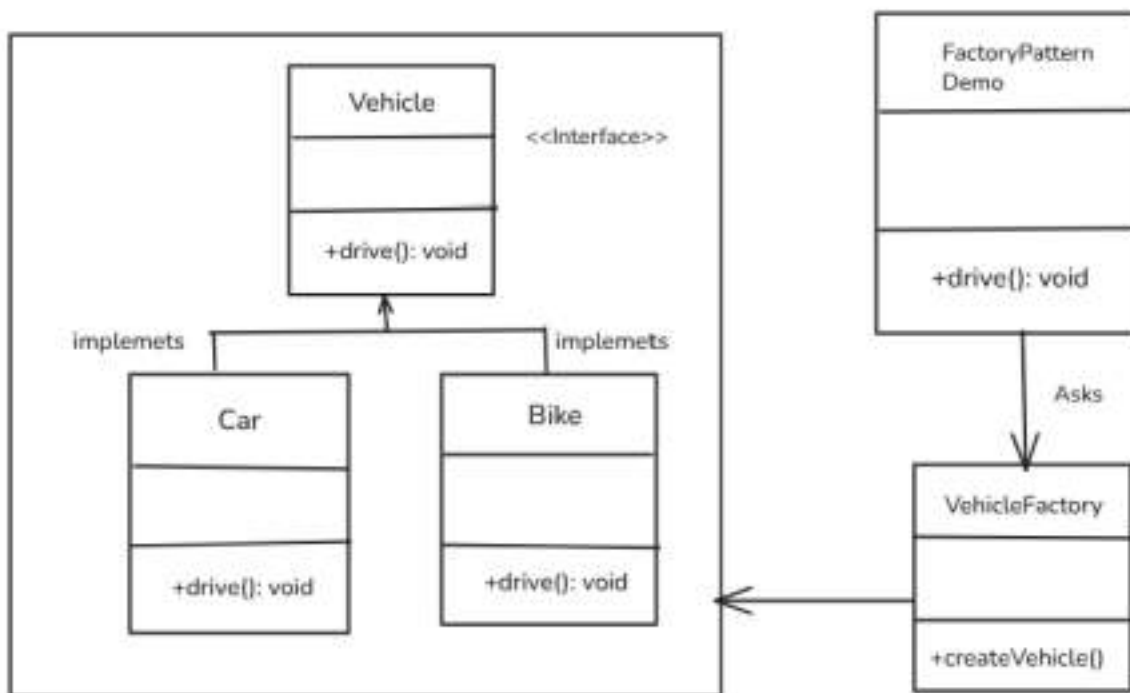 Vehicle
<<Interface>>
+drive(): void
implemets
implemets
Car
+drive(): void
Bike
+drive(): void
FactoryPattern
Demo
+drive(): void
Asks
VehicleFactory
+createVehicle()